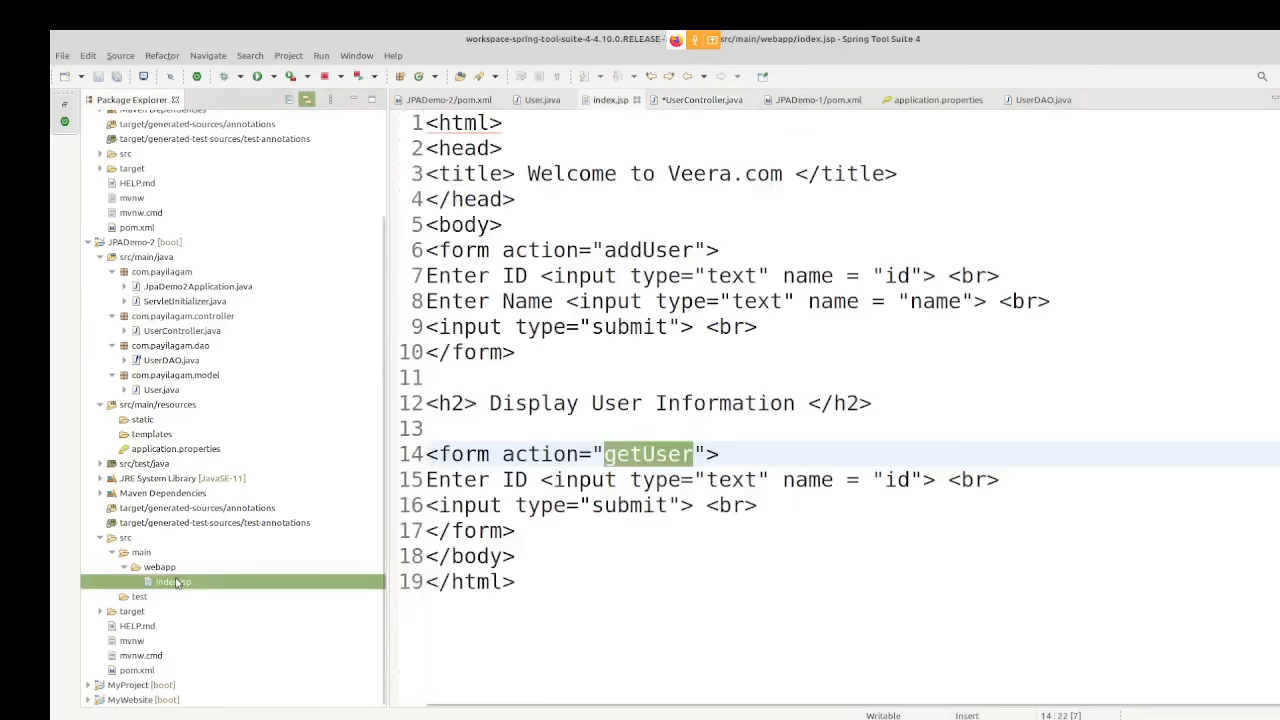 workspace-spring-tool-suite-4-4.10.0.RELEASE - src/main/webapp/index.jsp - Spring Tool Suite 4
File Edit Source Refactor Navigate Search Project Run Window Help
Package Explorer
JPADemo-2/pom.xml User.java index.jsp *UserController.java JPADemo-1/pom.xml application.properties UserDAO.java
target/generated-sources/annotations
target/generated-test-sources/test-annotations
src
target
HELP.md
mvnw
mvnw.cmd
pom.xml
JPADemo-2 [boot]
src/main/java
com.payilagam
JpaDemo2Application.java
ServletInitializer.java
com.payilagam.controller
UserController.java
com.payilagam.dao
UserDAO.java
com.payilagam.model
User.java
src/main/resources
static
templates
application.properties
src/test/java
JRE System Library [JavaSE-11]
Maven Dependencies
target/generated-sources/annotations
target/generated-test-sources/test-annotations
src
main
webapp
index.jsp
test
target
HELP.md
mvnw
mvnw.cmd
pom.xml
MyProject [boot]
MyWebsite [boot]
1 <html>
2 <head>
3 <title> Welcome to Veera.com </title>
4 </head>
5 <body>
6 <form action="addUser">
7 Enter ID <input type="text" name = "id"> <br>
8 Enter Name <input type="text" name = "name"> <br>
9 <input type="submit"> <br>
10 </form>
11
12 <h2> Display User Information </h2>
13
14 <form action="getUser">
15 Enter ID <input type="text" name = "id"> <br>
16 <input type="submit"> <br>
17 </form>
18 </body>
19 </html>
Writable Insert 14 : 22 [7]